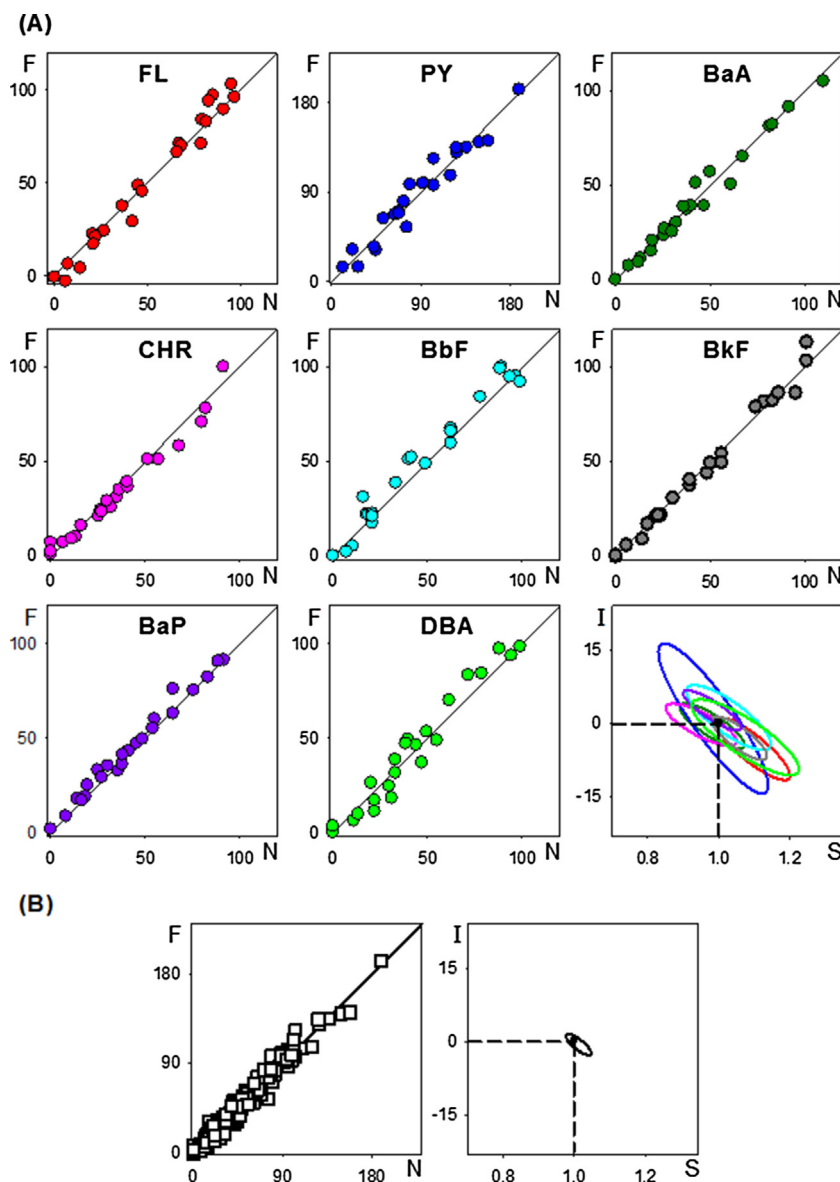 (A)
F FL F PY F BaA
100 180 100
50 90 50
0 0 0
0 50 100 N 0 90 180 N 0 50 100 N
F CHR F BbF F BkF
100 100 100
50 50 50
0 0 0
0 50 100 N 0 50 100 N 0 50 100 N
F BaP F DBA I
100 100 15
50 50 0
0 0 -15
0 50 100 N 0 50 100 N 0.8 1.0 1.2 S
(B)
F I
180 15
90 0
0 -15
0 90 180 N 0.8 1.0 1.2 S